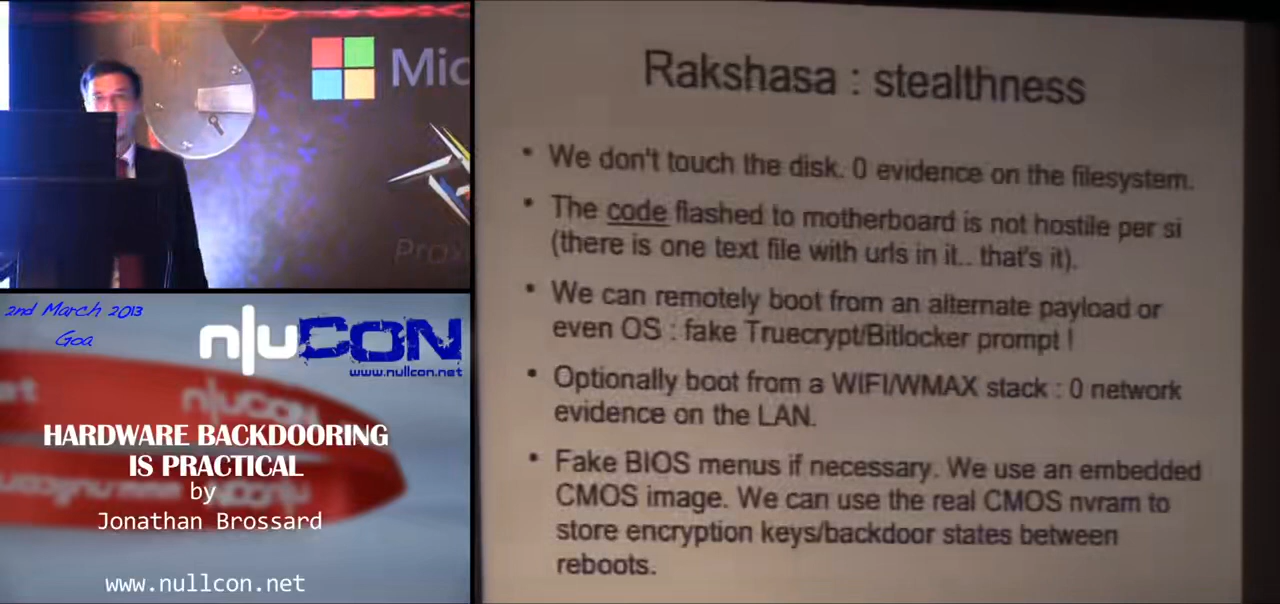 Mic
Prax
2nd March 2013
Goa
nluCON
www.nullcon.net
HARDWARE BACKDOORING
IS PRACTICAL
by
Jonathan Brossard
www.nullcon.net
Rakshasa : stealthness
• We don't touch the disk. 0 evidence on the filesystem.
• The code flashed to motherboard is not hostile per si
(there is one text file with urls in it.. that's it).
• We can remotely boot from an alternate payload or
even OS : fake Truecrypt/Bitlocker prompt !
• Optionally boot from a WIFI/WMAX stack : 0 network
evidence on the LAN.
• Fake BIOS menus if necessary. We use an embedded
CMOS image. We can use the real CMOS nvram to
store encryption keys/backdoor states between
reboots.